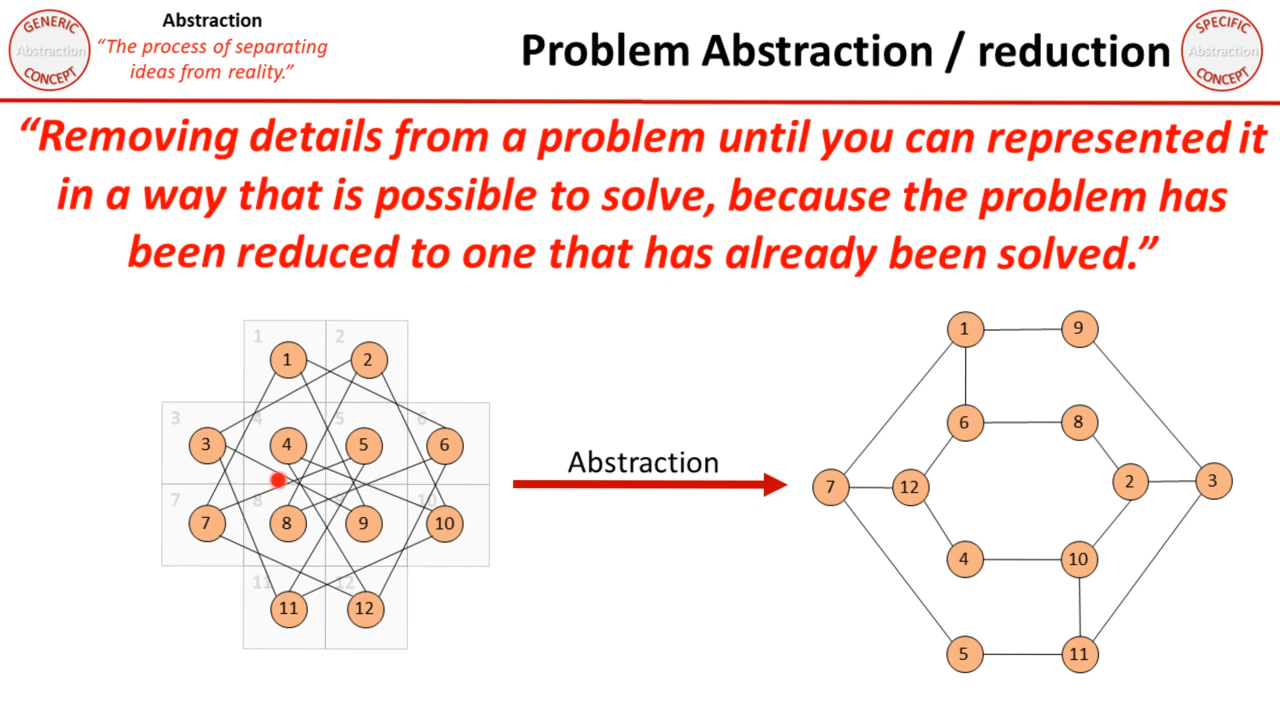 GENERIC
Abstraction
CONCEPT
Abstraction
“The process of separating
ideas from reality.”
Problem Abstraction / reduction
SPECIFIC
Abstraction
CONCEPT
“Removing details from a problem until you can represented it
in a way that is possible to solve, because the problem has
been reduced to one that has already been solved.”
1 2
1 2
3 4 5 6
3 4 5 6
7 8 10
7 8 9 10
11 12
11 12
Abstraction
1 9
6 8
7 12 2 3
4 10
5 11